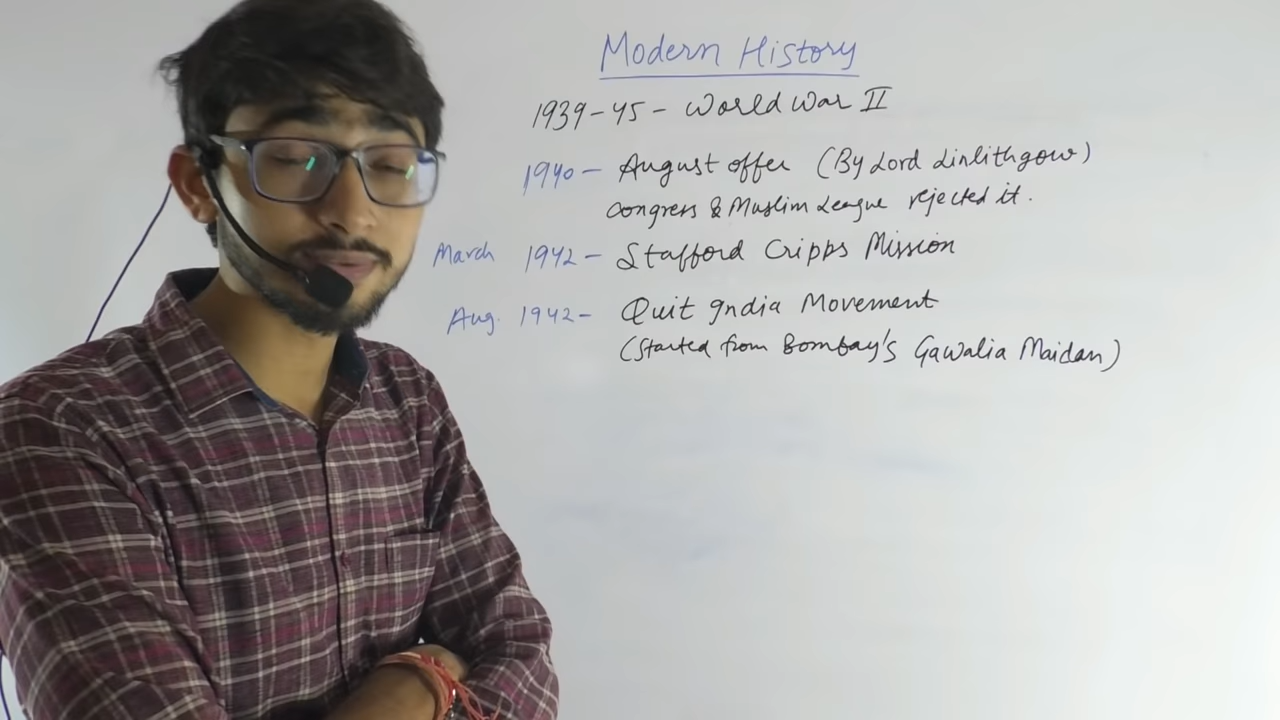 Modern History
1939-45 - World War II
1940 - August offer (By Lord Linlithgow)
Congress & Muslim League rejected it.
March 1942 - Stafford Cripps Mission
Aug. 1942 - Quit India Movement
(Started from Bombay's Gawalia Maidan)